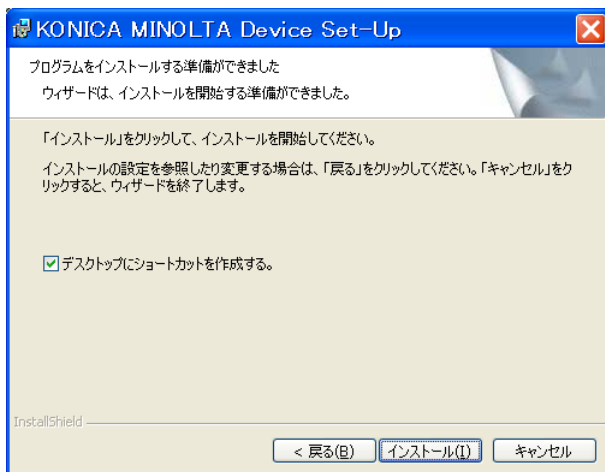 KONICA MINOLTA Device Set-Up
プログラムをインストールする準備ができました
ウィザードは、インストールを開始する準備ができました。
「インストール」をクリックして、インストールを開始してください。
インストールの設定を参照したり変更する場合は、「戻る」をクリックしてください。「キャンセル」をク
リックすると、ウィザードを終了します。
デスクトップにショートカットを作成する。
InstallShield
< 戻る(B)
インストール(I)
キャンセル